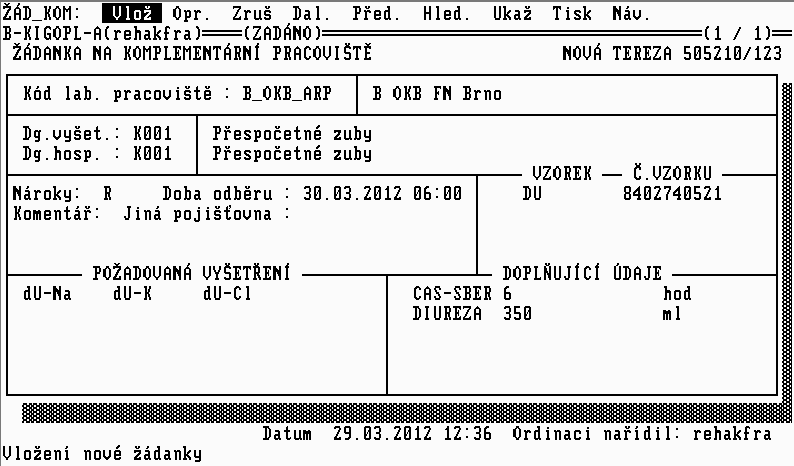 ŽÁD_KOM: Vlož Opr. Zruš Dal. Před. Hled. Ukaž Tisk Náv.
B-KIGOPL-A(rehakfra)══(ZADÁNO)══(1 / 1)═
ŽÁDANKA NA KOMPLEMENTÁRNÍ PRACOVIŠTĚ NOVÁ TEREZA 505210/123
Kód lab. pracoviště : B_OKB_ARP B OKB FN Brno
Dg.vyšet.: K001 Přespočetné zuby
Dg.hosp. : K001 Přespočetné zuby
VZOREK Č.VZORKU
Nároky: R Doba odběru : 30.03.2012 06:00 DU 8402740521
Komentář: Jiná pojišťovna :
POŽADOVANÁ VYŠETŘENÍ DOPLŇUJÍCÍ ÚDAJE
dU-Na dU-K dU-Cl CAS-SBER 6 hod
DIUREZA 350 ml
Datum 29.03.2012 12:36 Ordinaci nařídil: rehakfra
Vložení nové žádanky